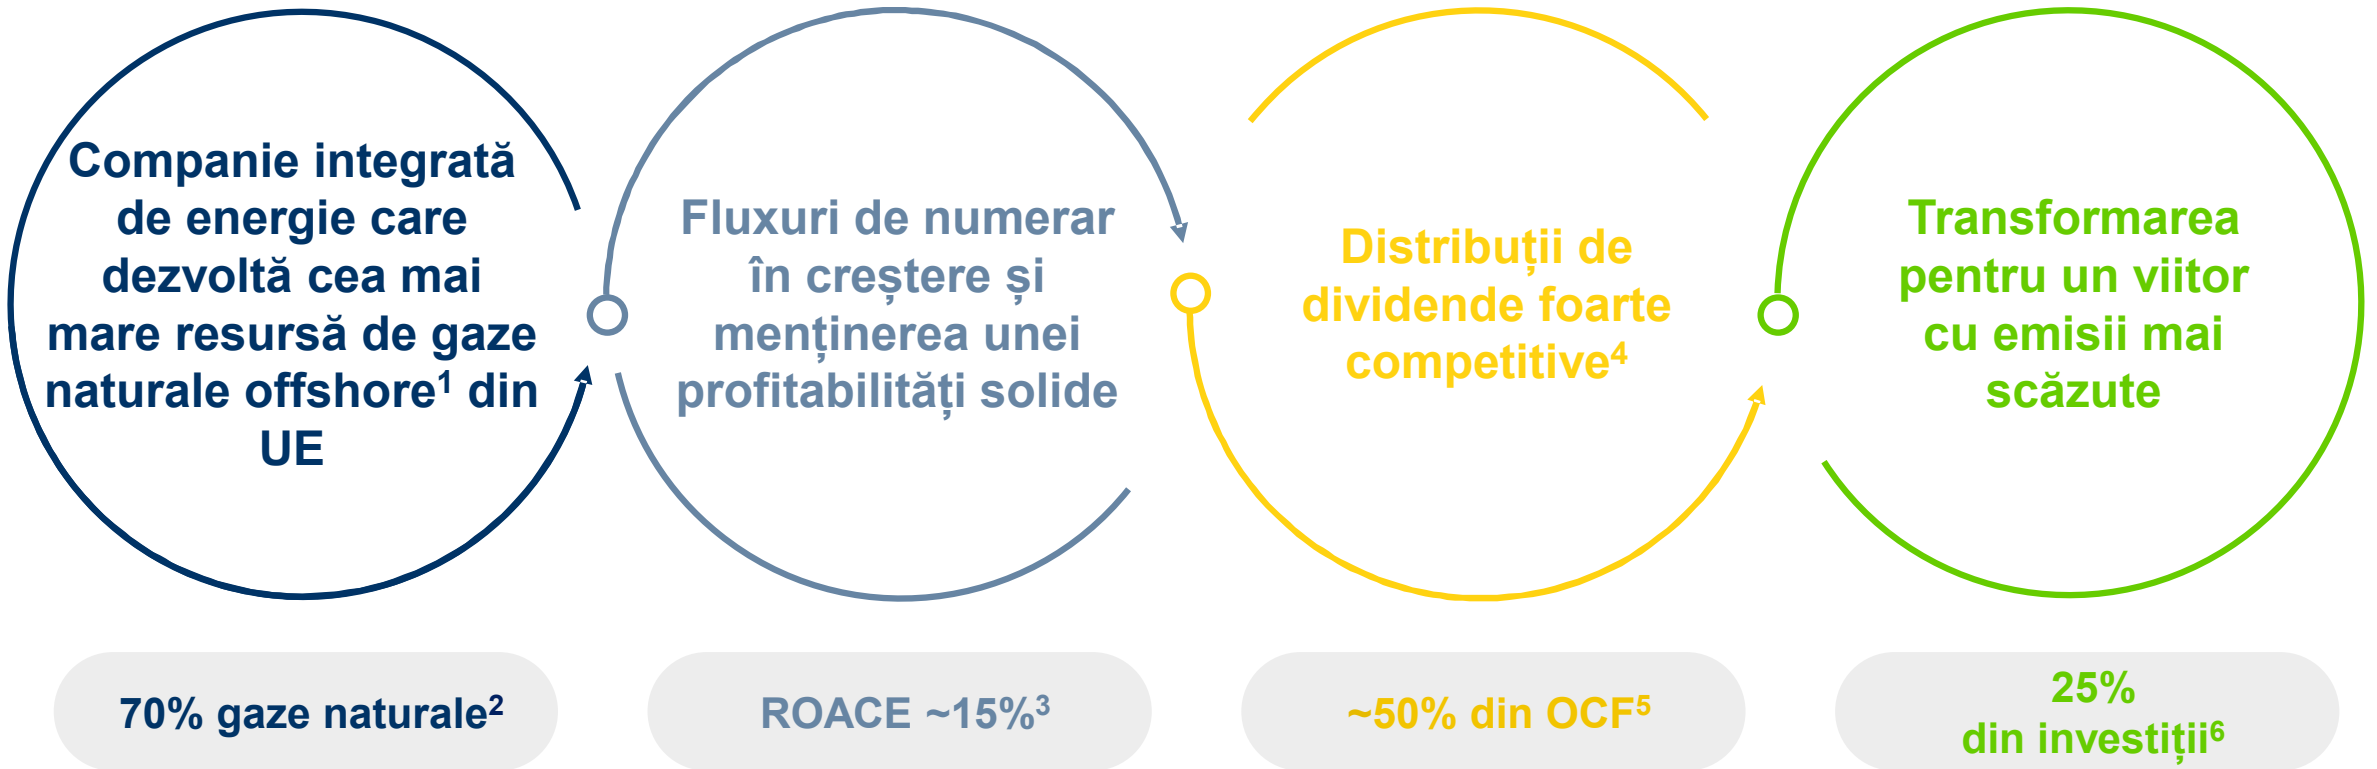 Companie integrată
de energie care
dezvoltă cea mai
mare resursă de gaze
naturale offshore¹ din
UE
Fluxuri de numerar
în creștere și
menținerea unei
profitabilități solide
Distribuții de
dividende foarte
competitive⁴
Transformarea
pentru un viitor
cu emisii mai
scăzute
70% gaze naturale²
ROACE ~15%³
~50% din OCF⁵
25%
din investiții⁶